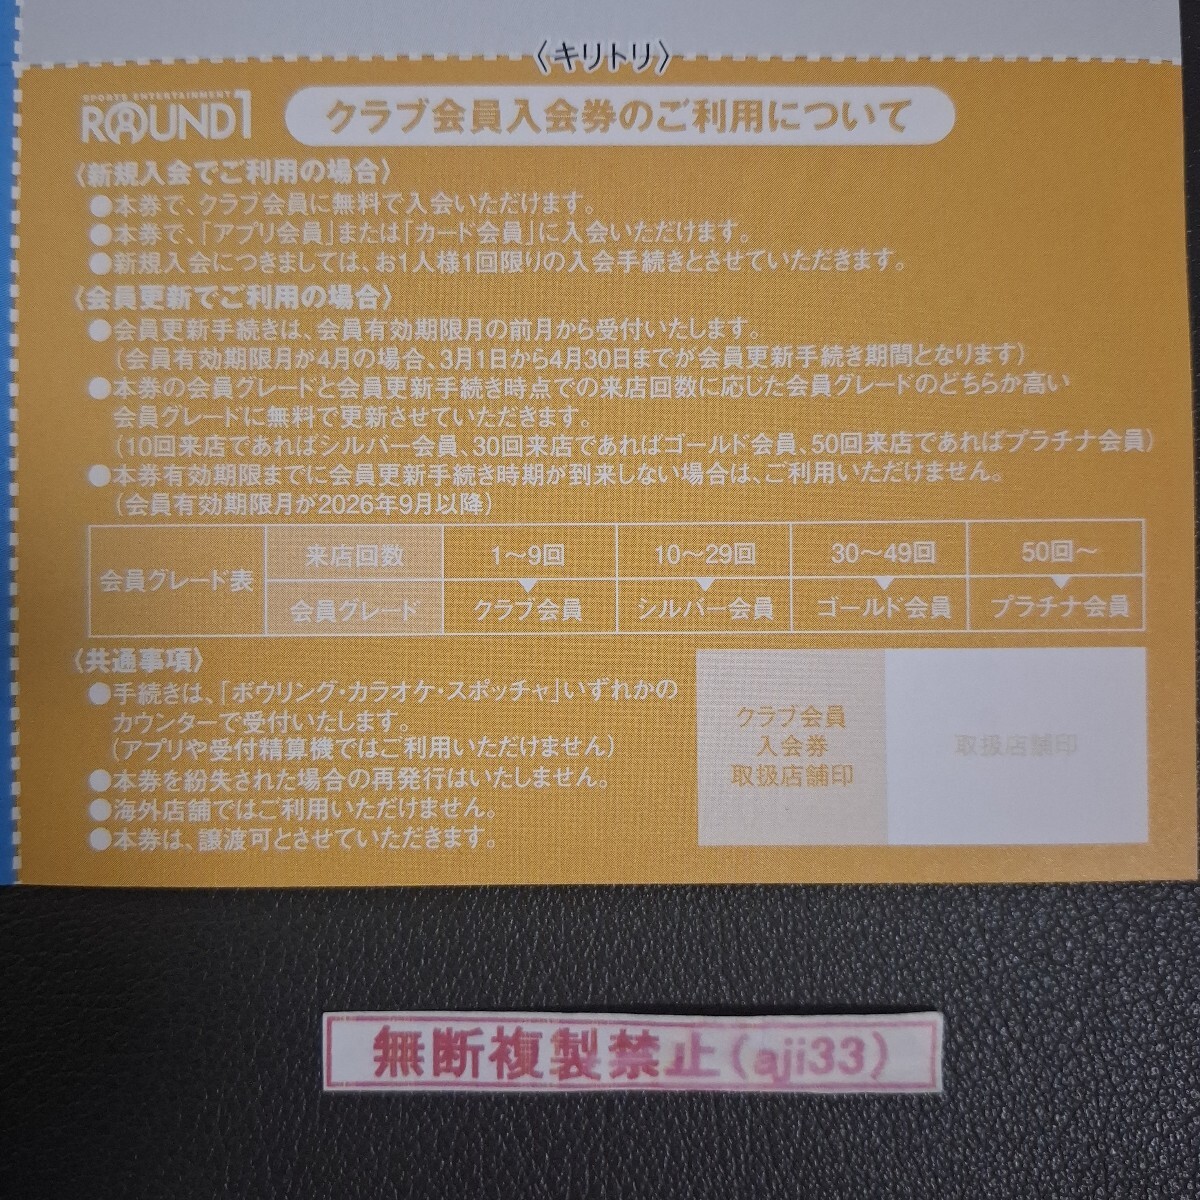 〈キリトリ〉
SPORTS ENTERTAINMENT
ROUND1
クラブ会員入会券のご利用について
〈新規入会でご利用の場合〉
●本券で、クラブ会員に無料で入会いただけます。
●本券で、「アプリ会員」または「カード会員」に入会いただけます。
●新規入会につきましては、お1人様1回限りの入会手続きとさせていただきます。
〈会員更新でご利用の場合〉
●会員更新手続きは、会員有効期限月の前月から受付いたします。
（会員有効期限月が4月の場合、3月1日から4月30日までが会員更新手続き期間となります）
●本券の会員グレードと会員更新手続き時点での来店回数に応じた会員グレードのどちらか高い
会員グレードに無料で更新させていただきます。
（10回来店であればシルバー会員、30回来店であればゴールド会員、50回来店であればプラチナ会員）
●本券有効期限までに会員更新手続き時期が到来しない場合は、ご利用いただけません。
（会員有効期限月が2026年9月以降）
会員グレード表
来店回数 1〜9回 10〜29回 30〜49回 50回〜
会員グレード クラブ会員 シルバー会員 ゴールド会員 プラチナ会員
〈共通事項〉
●手続きは、「ボウリング・カラオケ・スポッチャ」いずれかの
カウンターで受付いたします。
（アプリや受付精算機ではご利用いただけません）
●本券を紛失された場合の再発行はいたしません。
●海外店舗ではご利用いただけません。
●本券は、譲渡可とさせていただきます。
クラブ会員
入会券
取扱店舗印
取扱店舗印
無断複製禁止（aji33）